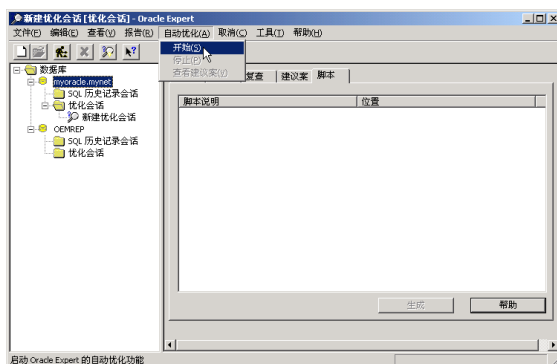 新建优化会话 [优化会话] - Oracle Expert
文件(F) 编辑(E) 查看(V) 报告(R) 自动优化(A) 取消(C) 工具(T) 帮助(H)
开始(S)
停止(P)
查看建议案(V)
数据库
myoracle.mynet
SQL 历史记录会话
优化会话
新建优化会话
OEMREP
SQL 历史记录会话
优化会话
复查 建议案 脚本
脚本说明 位置
生成 帮助
启动 Oracle Expert 的自动优化功能